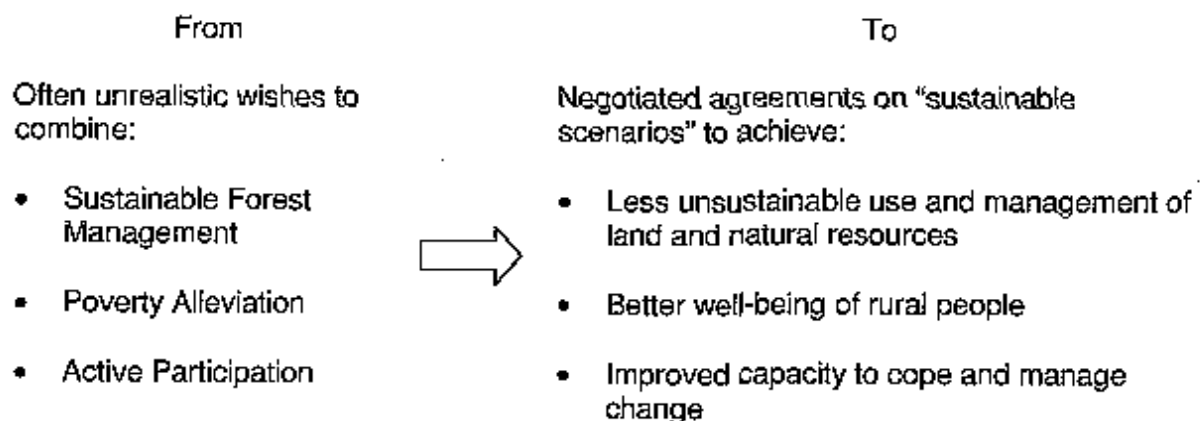 From
Often unrealistic wishes to
combine:
• Sustainable Forest
Management
• Poverty Alleviation
• Active Participation
To
Negotiated agreements on “sustainable
scenarios” to achieve:
• Less unsustainable use and management of
land and natural resources
• Better well-being of rural people
• Improved capacity to cope and manage
change